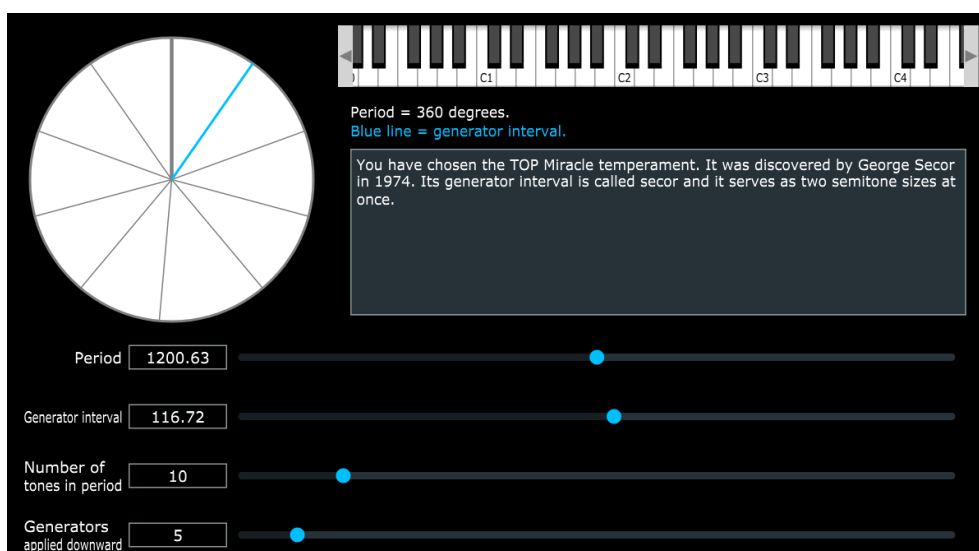 C1
C2
C3
C4
Period = 360 degrees.
Blue line = generator interval.
You have chosen the TOP Miracle temperament. It was discovered by George Secor
in 1974. Its generator interval is called secor and it serves as two semitone sizes at
once.
Period 1200.63
Generator interval 116.72
Number of
tones in period 10
Generators
applied downward 5